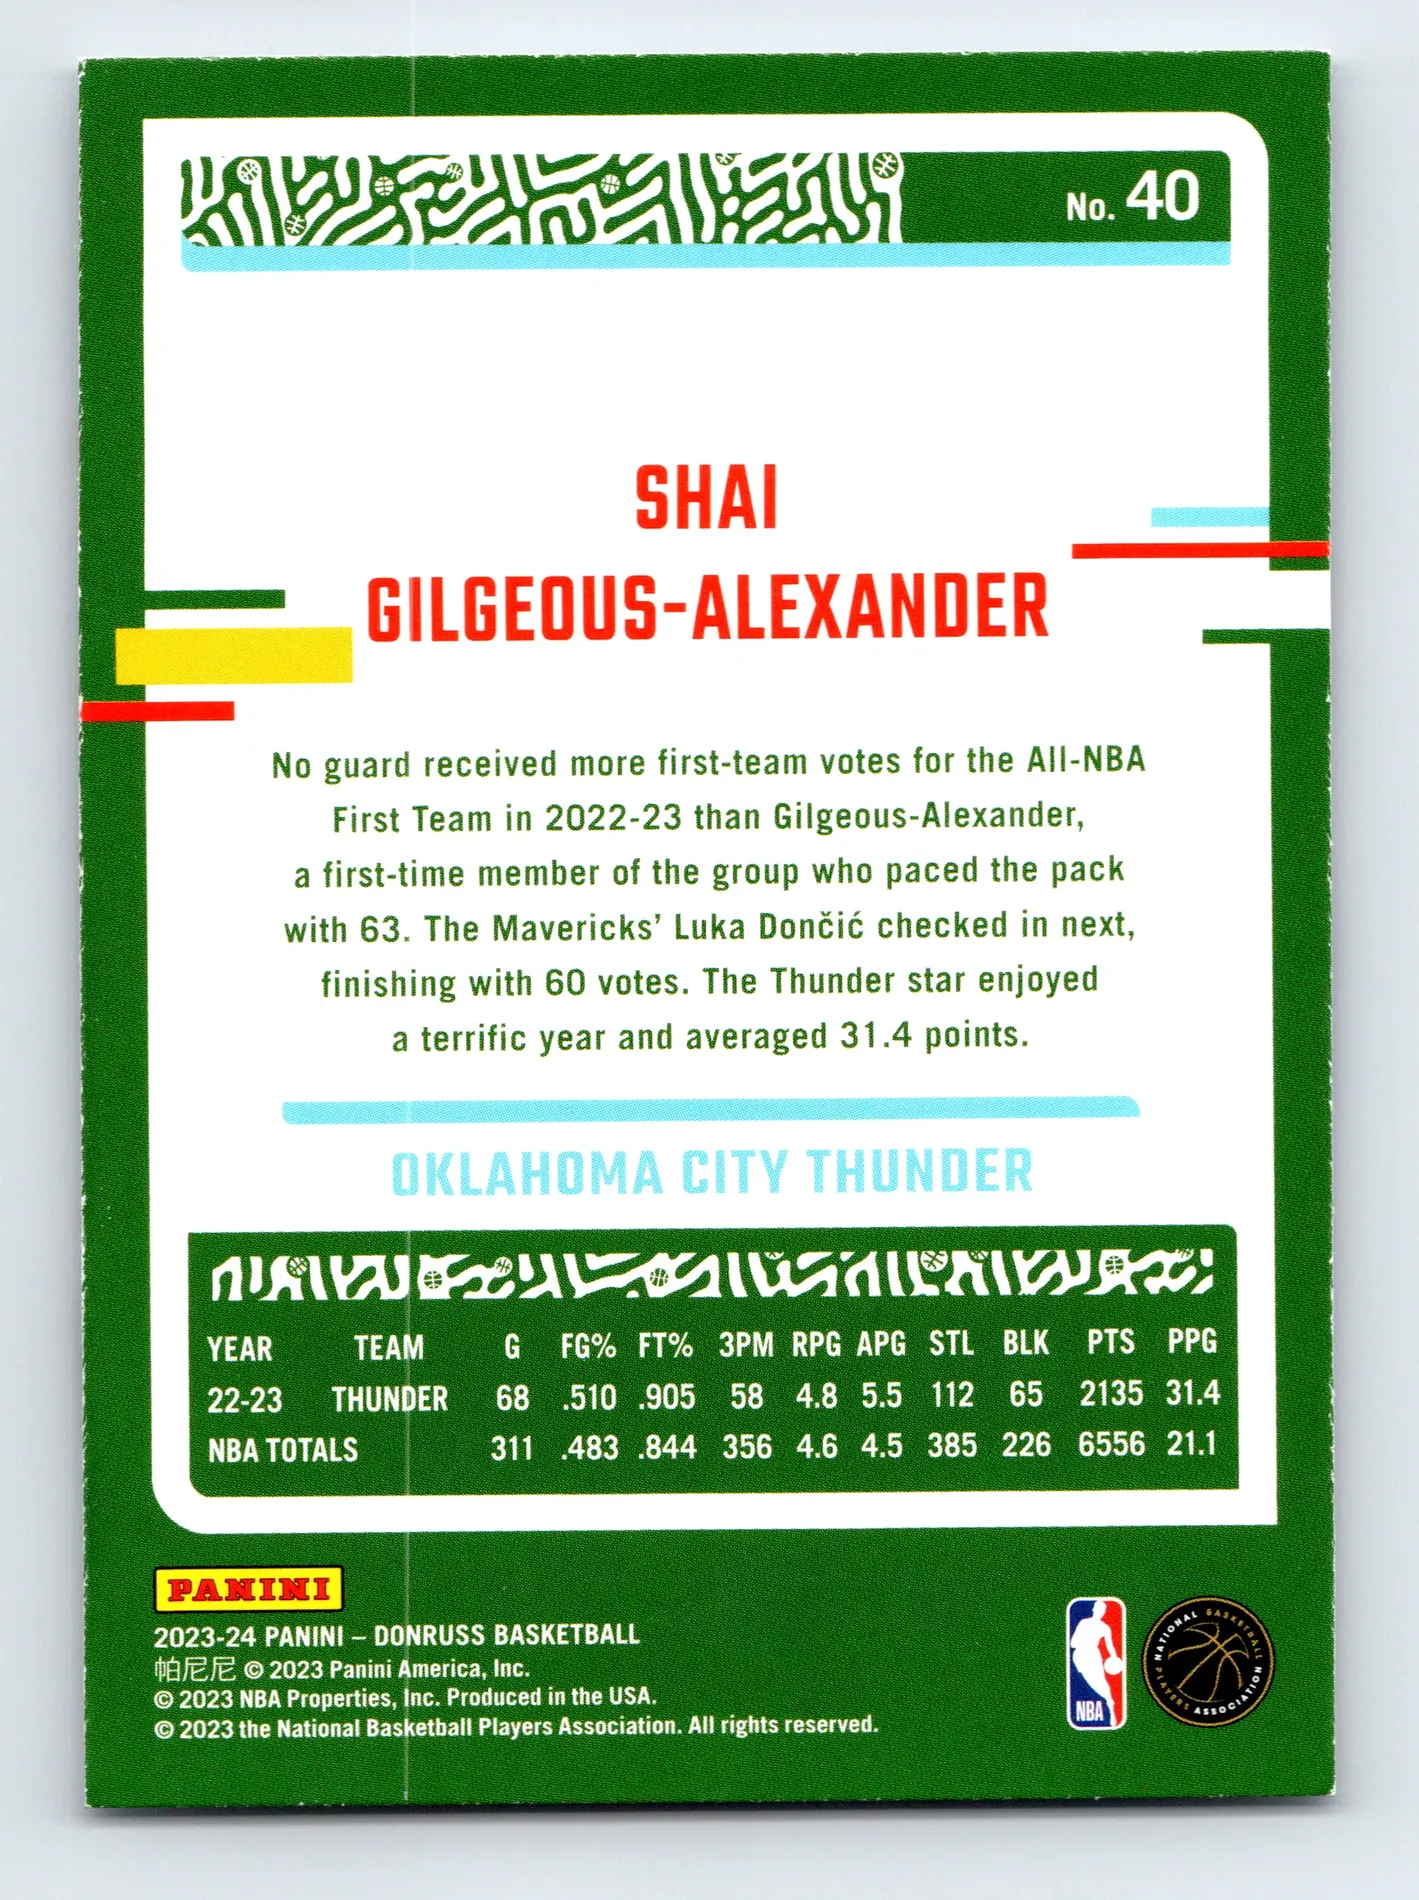 No. 40
SHAI
GILGEOUS-ALEXANDER
No guard received more first-team votes for the All-NBA
First Team in 2022-23 than Gilgeous-Alexander,
a first-time member of the group who paced the pack
with 63. The Mavericks' Luka Dončić checked in next,
finishing with 60 votes. The Thunder star enjoyed
a terrific year and averaged 31.4 points.
OKLAHOMA CITY THUNDER
YEAR TEAM G FG% FT% 3PM RPG APG STL BLK PTS PPG
22-23 THUNDER 68 .510 .905 58 4.8 5.5 112 65 2135 31.4
NBA TOTALS 311 .483 .844 356 4.6 4.5 385 226 6556 21.1
PANINI
2023-24 PANINI – DONRUSS BASKETBALL
帕尼尼 © 2023 Panini America, Inc.
© 2023 NBA Properties, Inc. Produced in the USA.
© 2023 the National Basketball Players Association. All rights reserved.
NBA
NATIONAL BASKETBALL
PLAYERS ASSOCIATION